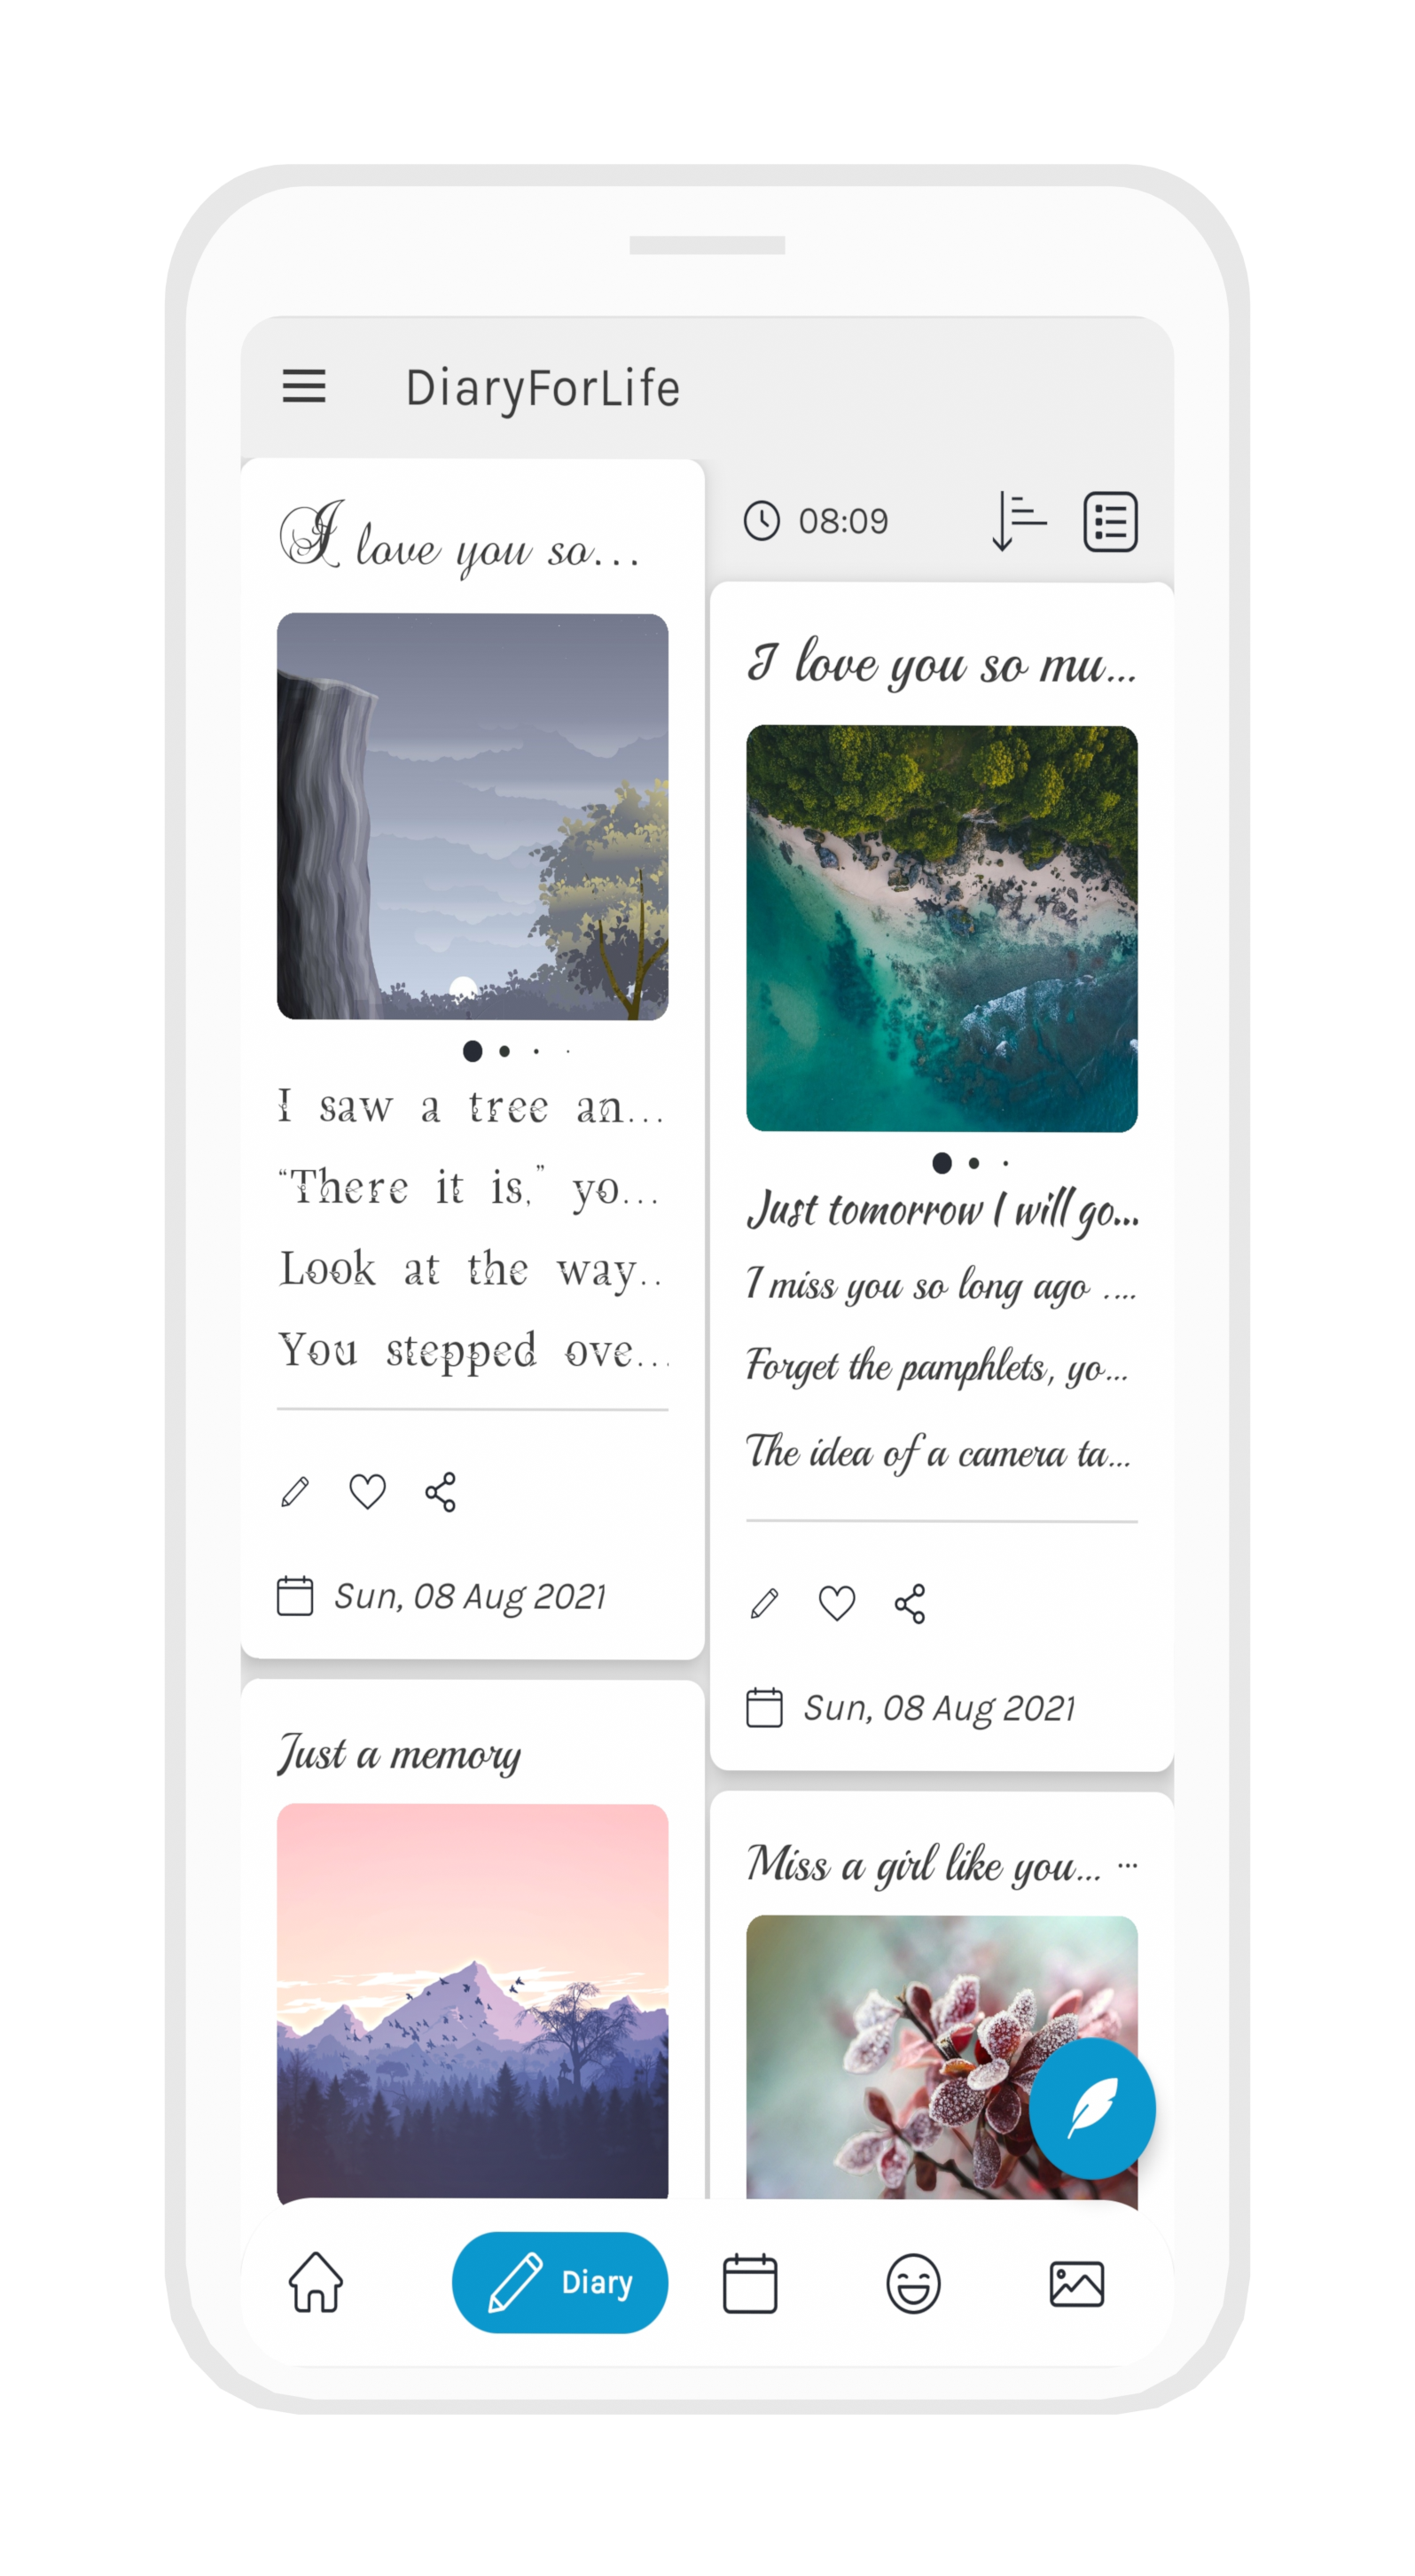 DiaryForLife
08:09
I love you so...
I saw a tree an...
“There it is,” yo...
Look at the way..
You stepped ove...
Sun, 08 Aug 2021
I love you so mu...
Just tomorrow I will go...
I miss you so long ago ....
Forget the pamphlets, yo...
The idea of a camera ta...
Sun, 08 Aug 2021
Just a memory
Miss a girl like you... ...
Diary